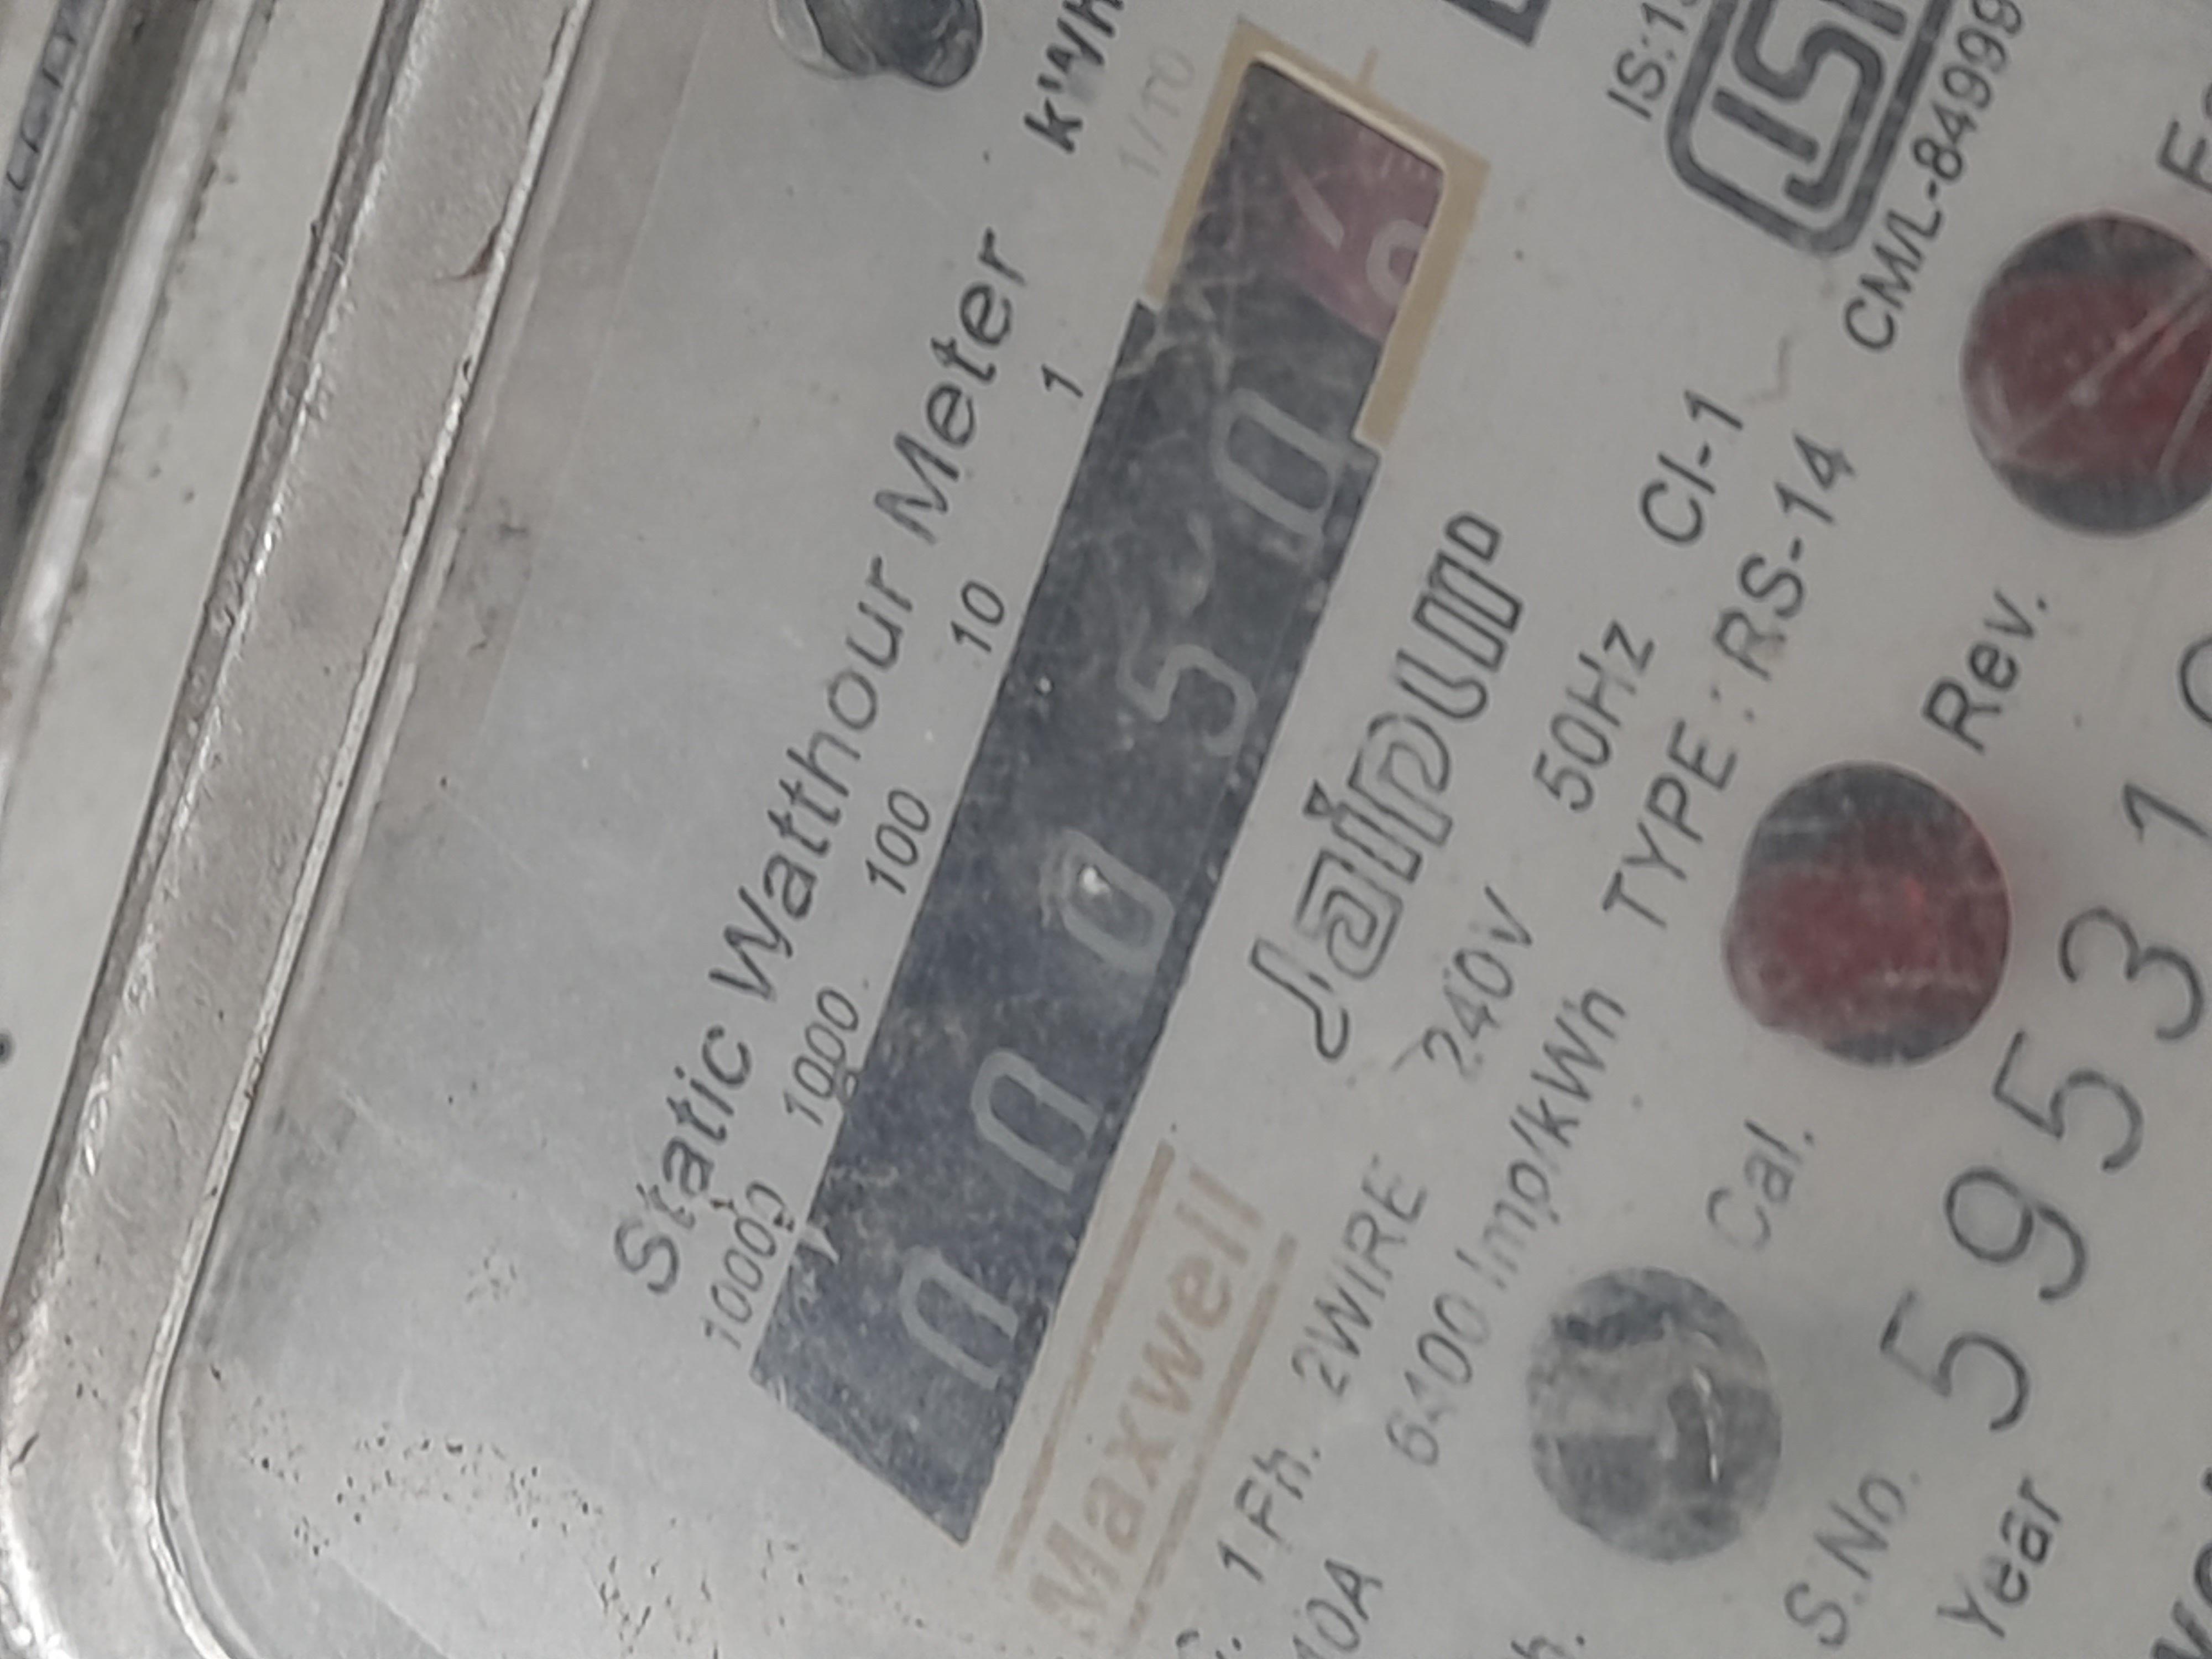 Static Watthour Meter
kWh
10000 1000 100 10 1 1/10
0 0 0 5 0 6
Maxwell
Jaipur
1Ph. 2WIRE 240V 50Hz Cl-1
6400 Imp/kWh TYPE : RS-14
IS:1
ISI
CM/L-84999
Cal. Rev.
S.No. 59531
Year